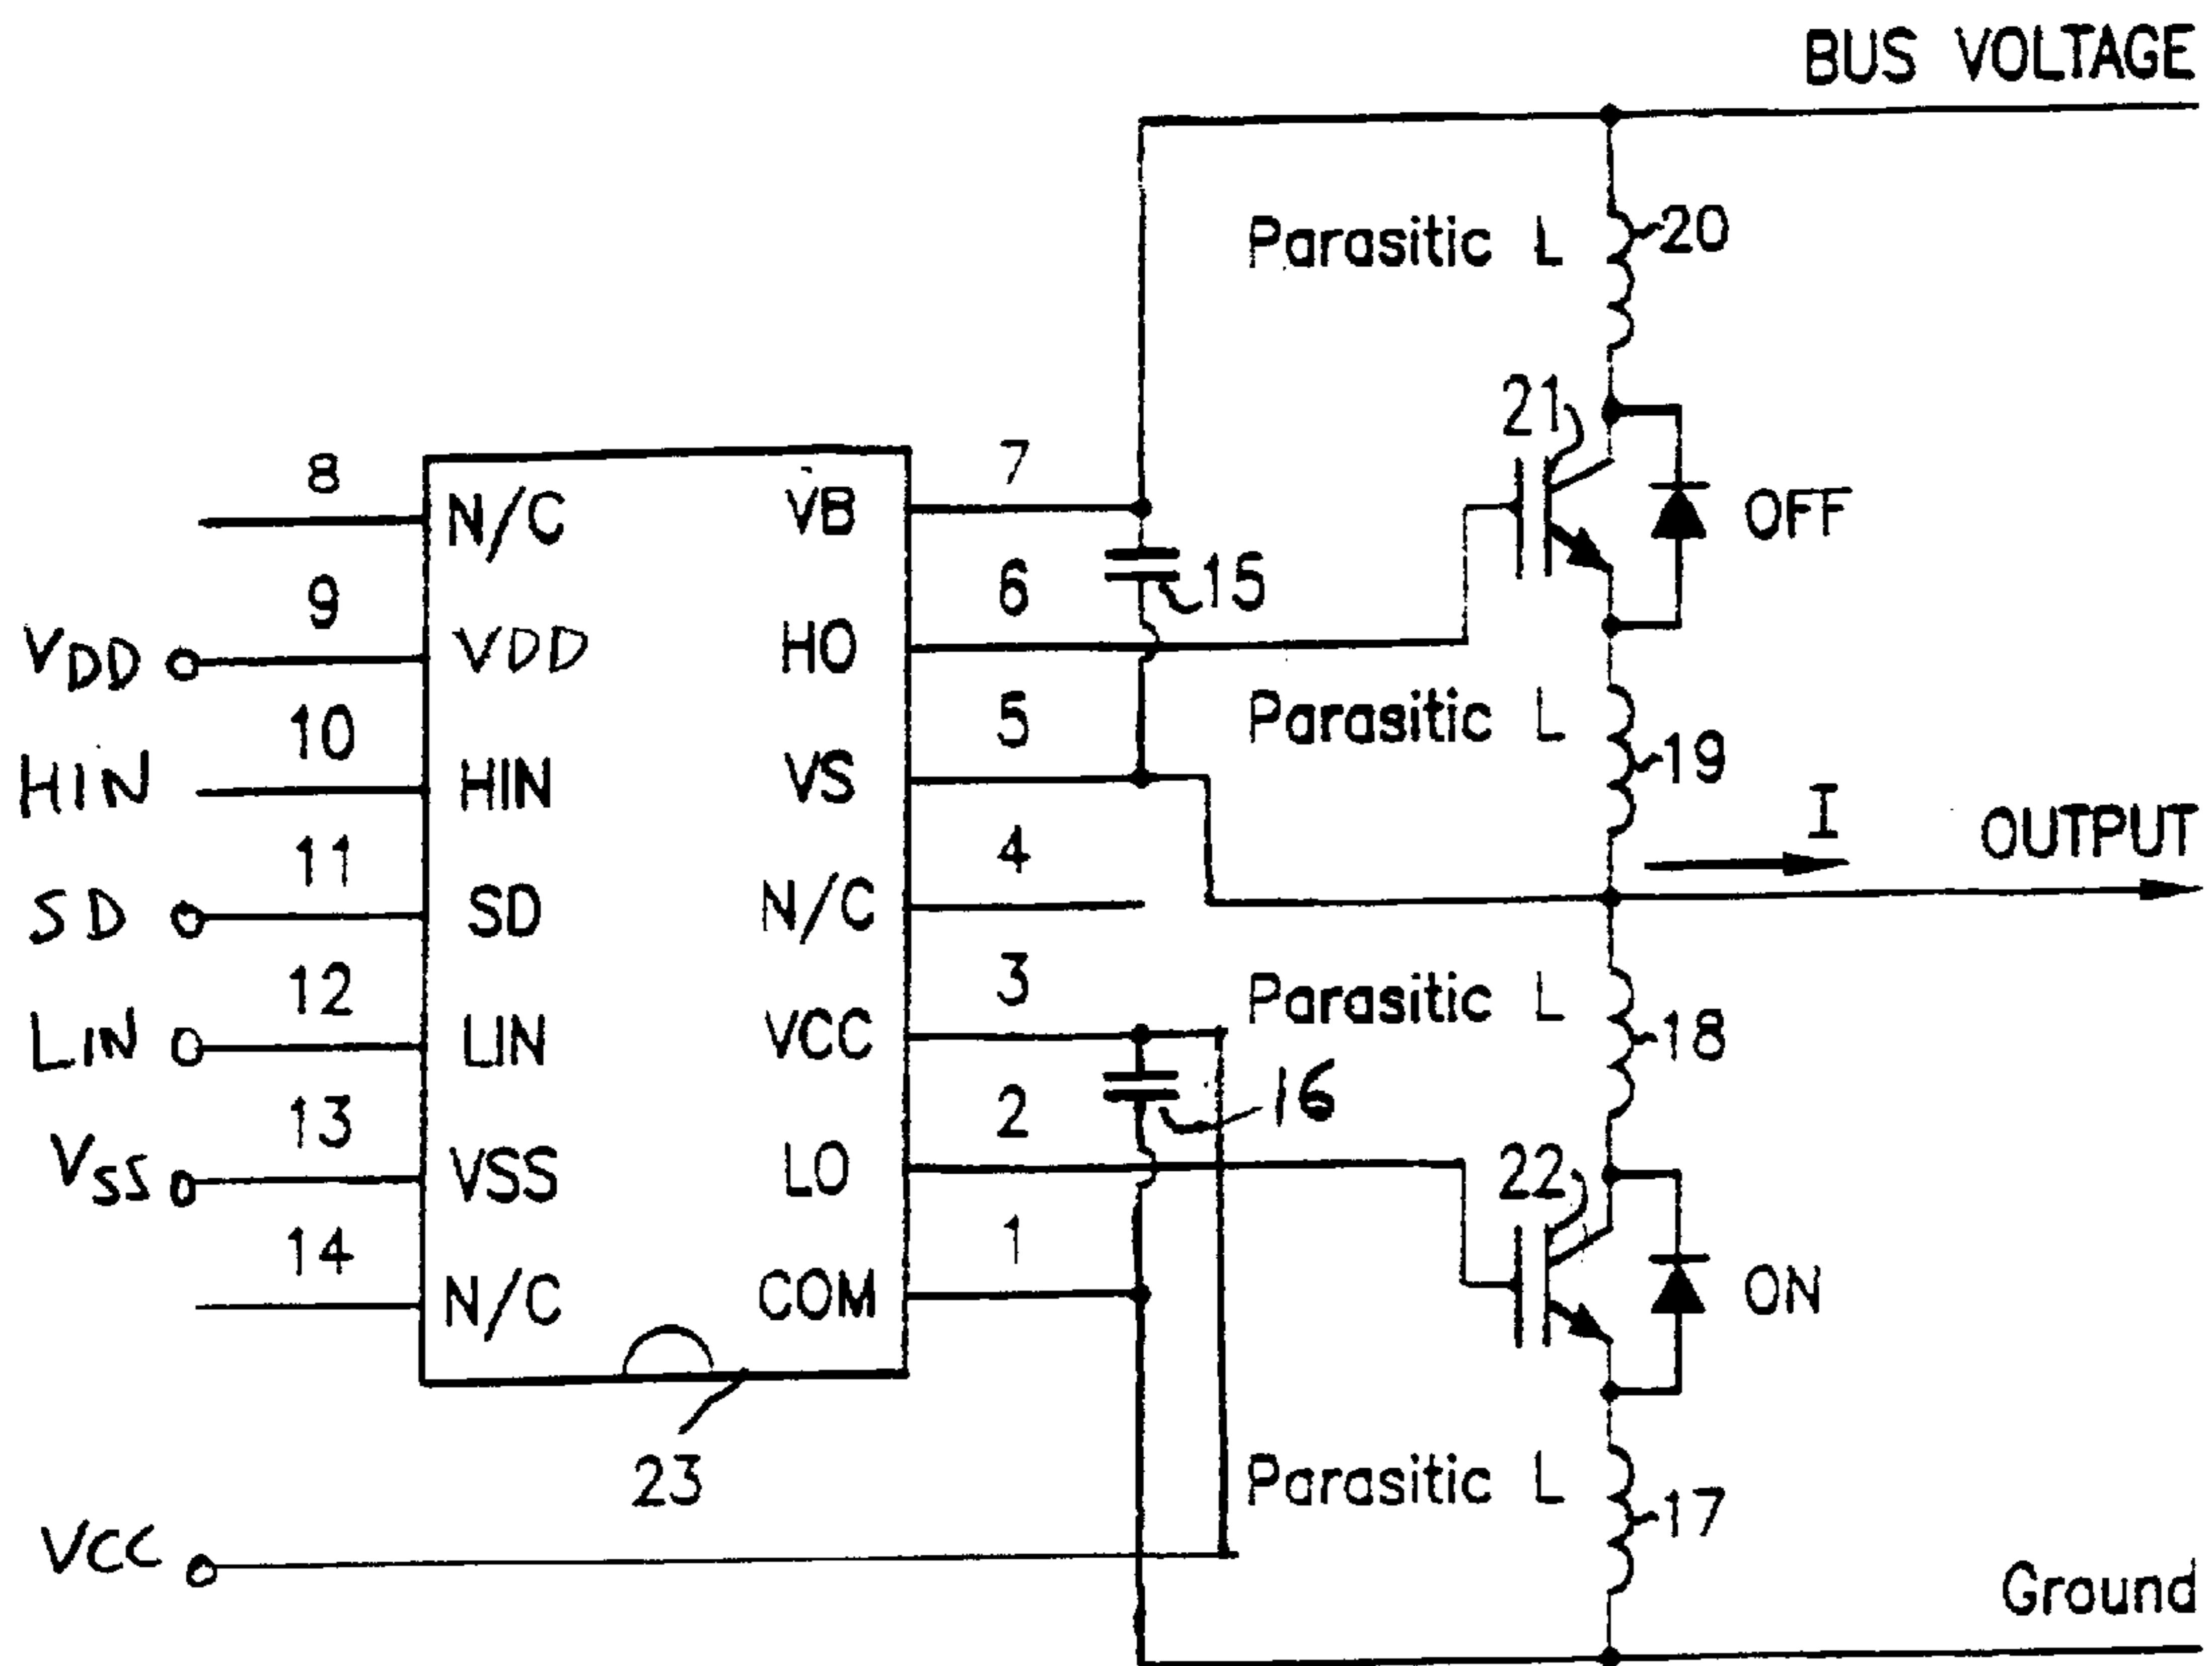 BUS VOLTAGE
Parasitic L
20
21
OFF
8
N/C
VB
7
15
9
VDD
VDD
HO
6
Parasitic L
19
10
HIN
HIN
VS
5
I
OUTPUT
11
SD
SD
N/C
4
12
LIN
LIN
VCC
3
Parasitic L
18
16
13
VSS
VSS
LO
2
22
14
N/C
COM
1
ON
23
Parasitic L
17
VCC
Ground